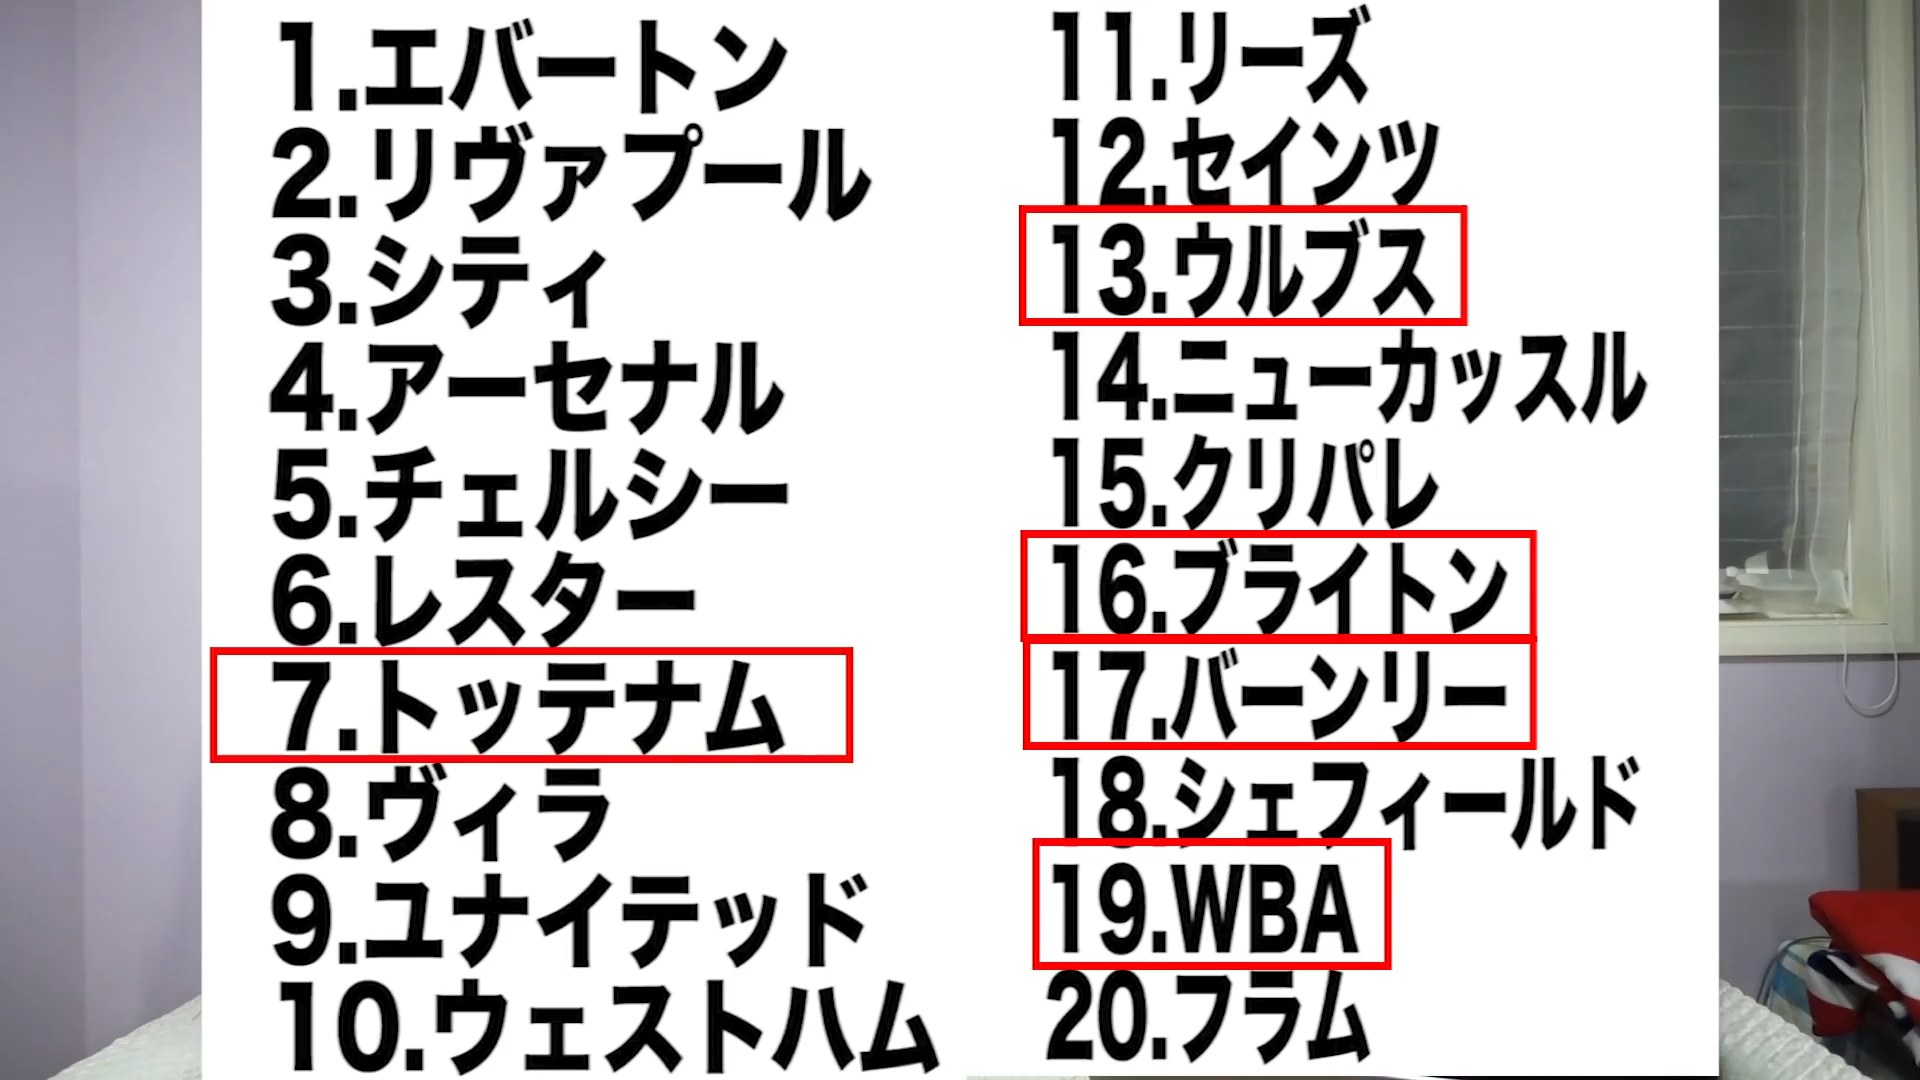 1.エバートン
2.リヴァプール
3.シティ
4.アーセナル
5.チェルシー
6.レスター
7.トッテナム
8.ヴィラ
9.ユナイテッド
10.ウェストハム
11.リーズ
12.セインツ
13.ウルブス
14.ニューカッスル
15.クリパレ
16.ブライトン
17.バーンリー
18.シェフィールド
19.WBA
20.フラム